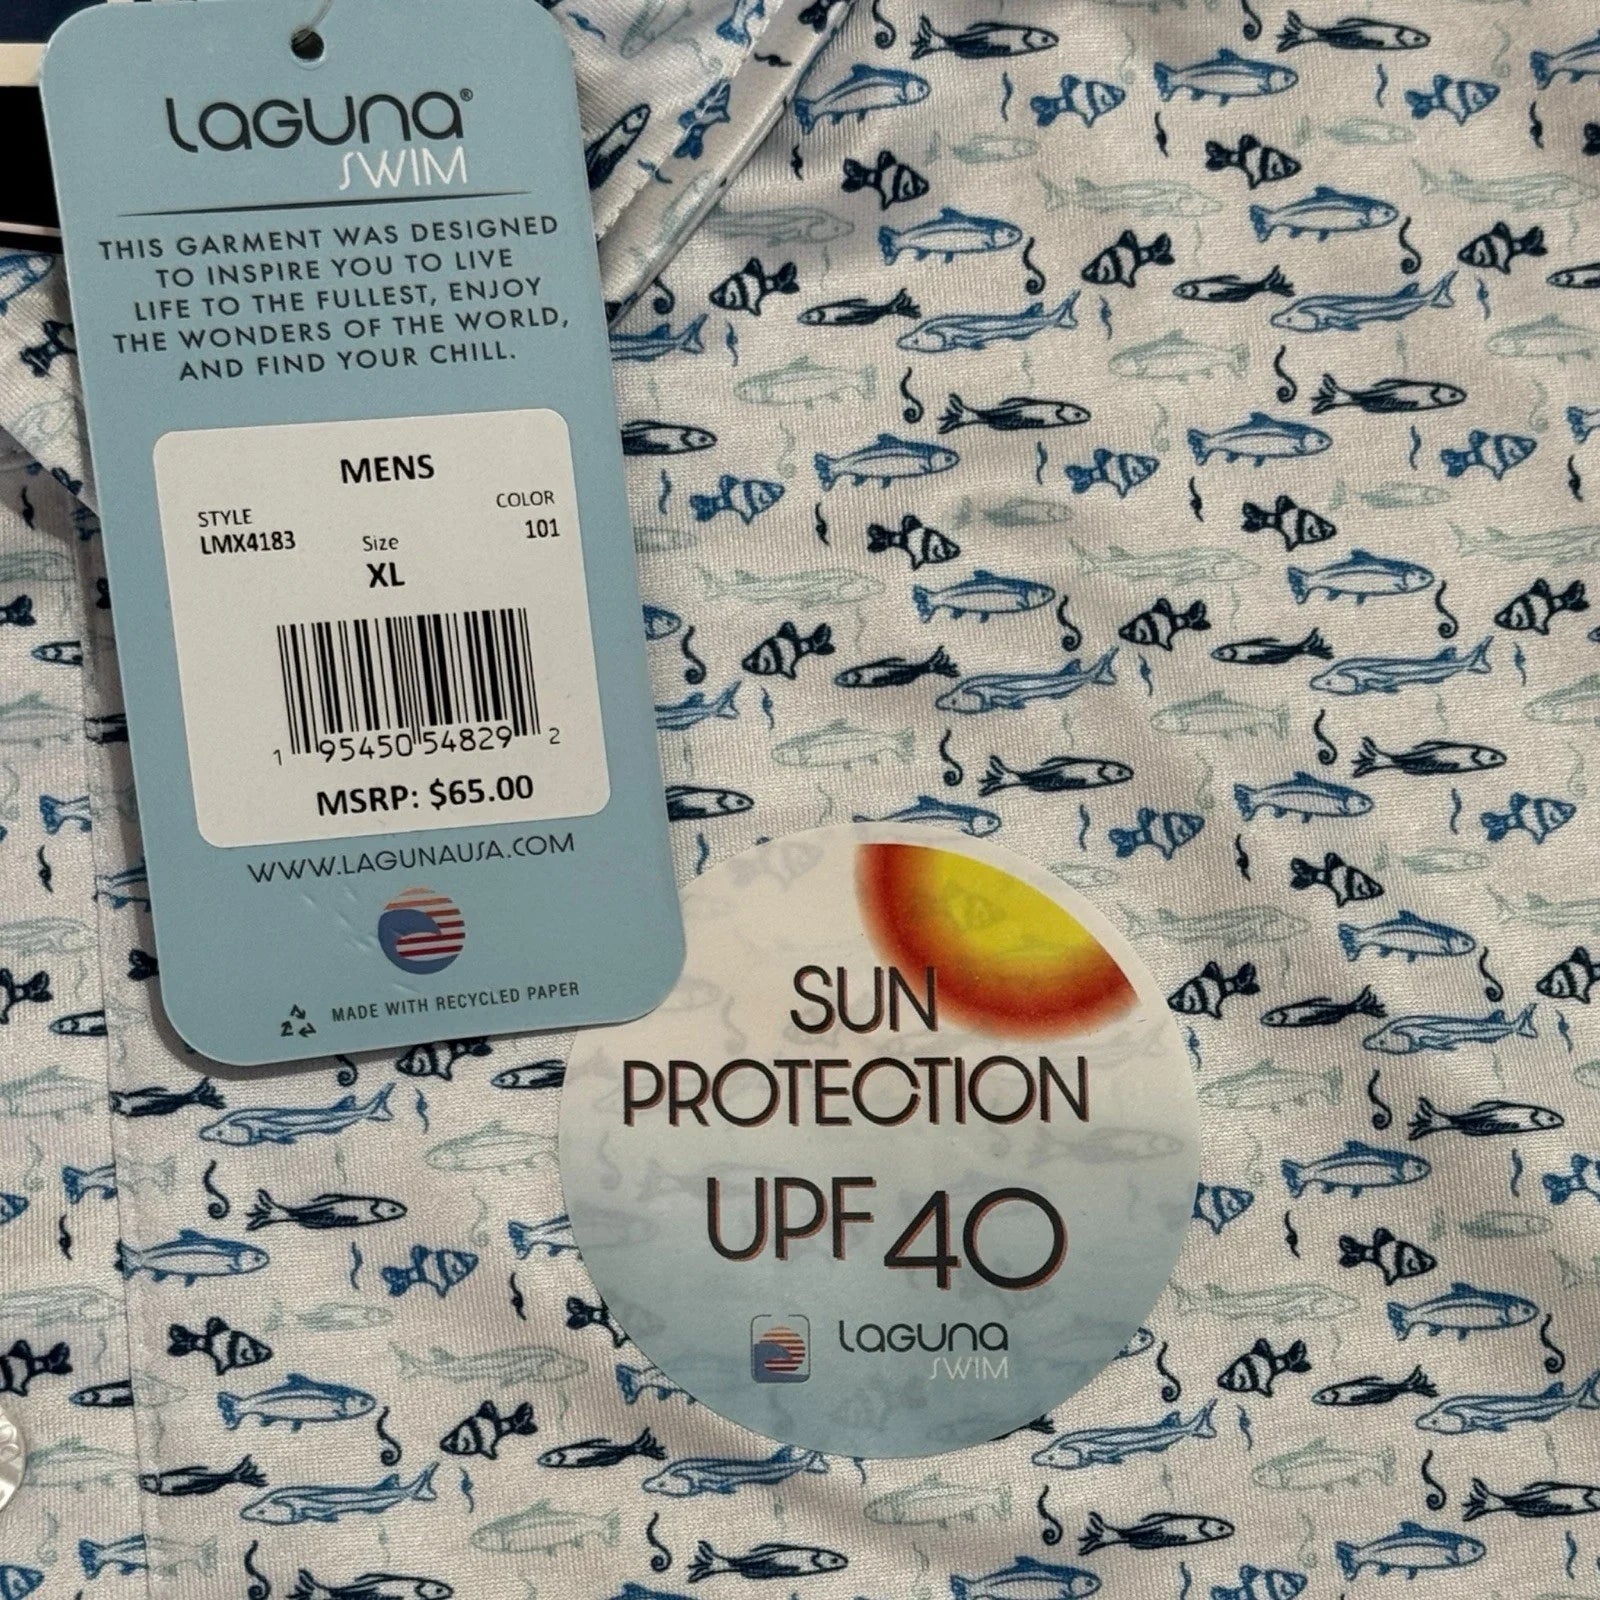 Laguna®
SWIM
THIS GARMENT WAS DESIGNED
TO INSPIRE YOU TO LIVE
LIFE TO THE FULLEST, ENJOY
THE WONDERS OF THE WORLD,
AND FIND YOUR CHILL.
MENS
STYLE COLOR
LMX4183 101
Size
XL
1 95450 54829 2
MSRP: $65.00
WWW.LAGUNAUSA.COM
MADE WITH RECYCLED PAPER
SUN
PROTECTION
UPF 40
Laguna
SWIM